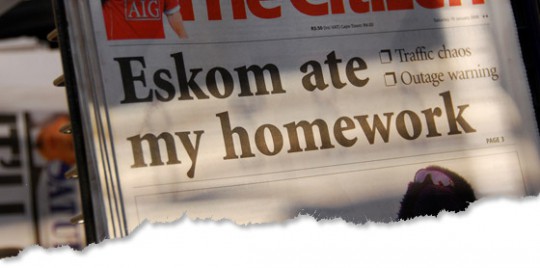 AIG
The Citizen
Eskom ate
Traffic chaos
Outage warning
my homework
PAGE 3